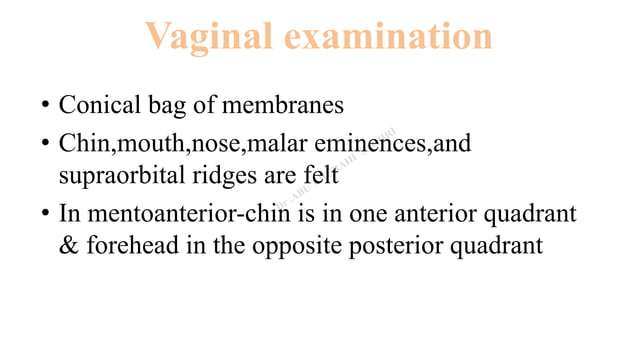 Vaginal examination
• Conical bag of membranes
• Chin,mouth,nose,malar eminences,and
supraorbital ridges are felt
• In mentoanterior-chin is in one anterior quadrant
& forehead in the opposite posterior quadrant